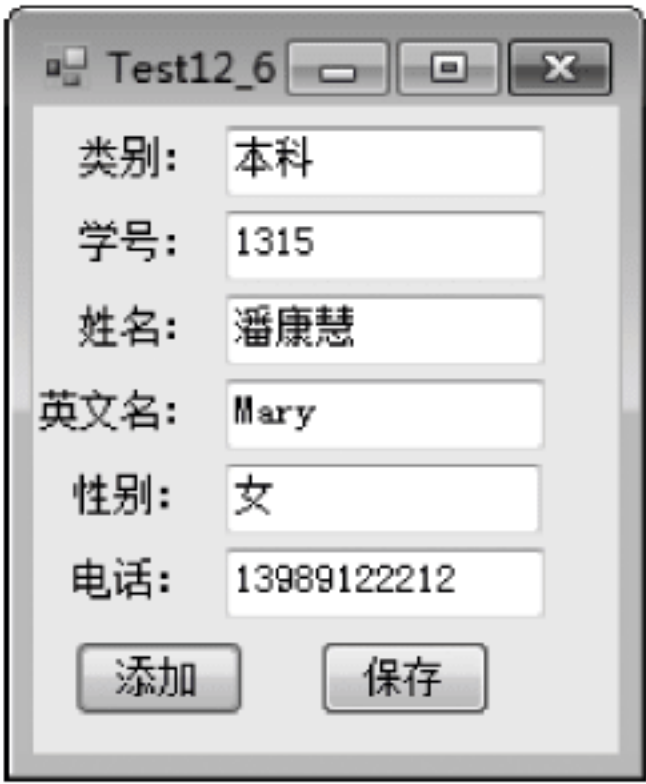 Test12_6
类别： 本科
学号： 1315
姓名： 潘康慧
英文名： Mary
性别： 女
电话： 13989122212
添加 保存